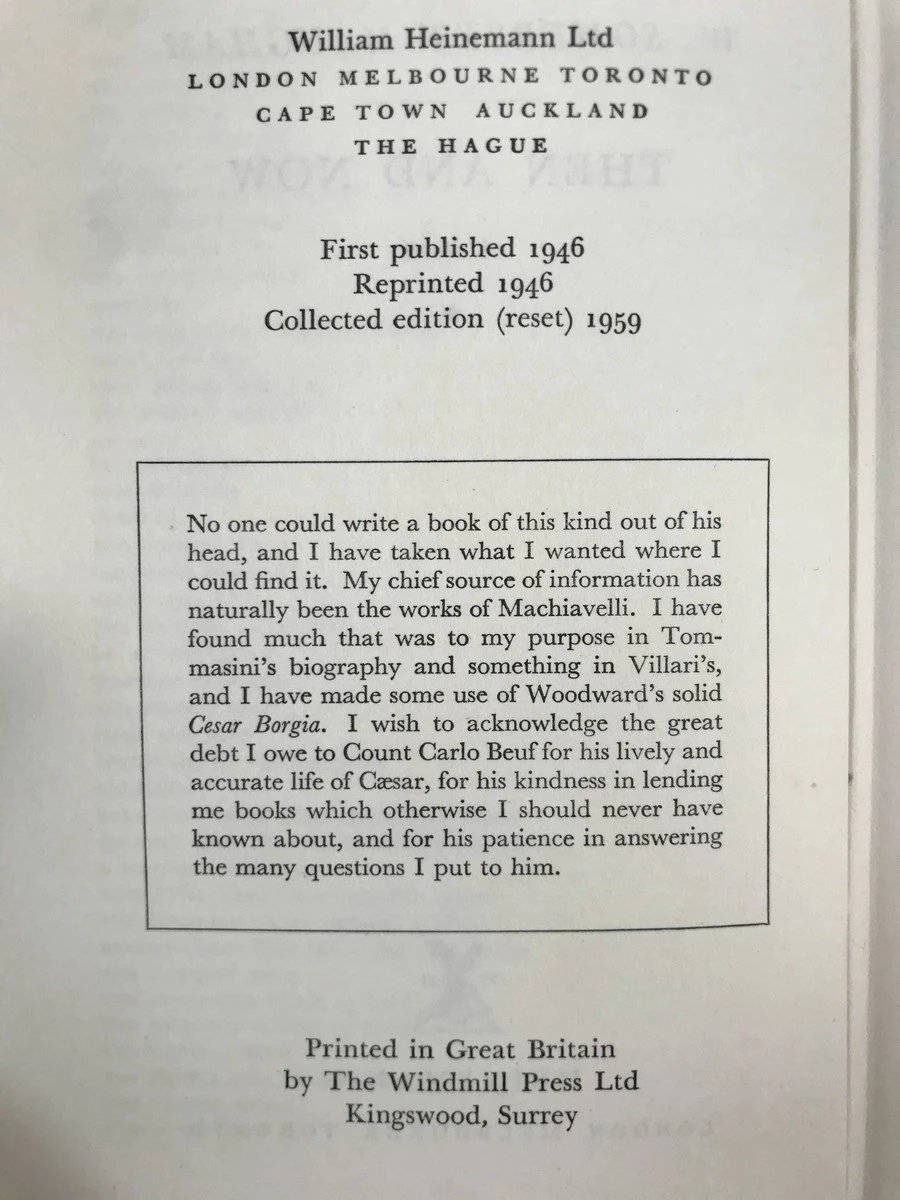 William Heinemann Ltd
LONDON MELBOURNE TORONTO
CAPE TOWN AUCKLAND
THE HAGUE
First published 1946
Reprinted 1946
Collected edition (reset) 1959
No one could write a book of this kind out of his
head, and I have taken what I wanted where I
could find it. My chief source of information has
naturally been the works of Machiavelli. I have
found much that was to my purpose in Tom-
masini's biography and something in Villari's,
and I have made some use of Woodward's solid
Cesar Borgia. I wish to acknowledge the great
debt I owe to Count Carlo Beuf for his lively and
accurate life of Cæsar, for his kindness in lending
me books which otherwise I should never have
known about, and for his patience in answering
the many questions I put to him.
Printed in Great Britain
by The Windmill Press Ltd
Kingswood, Surrey